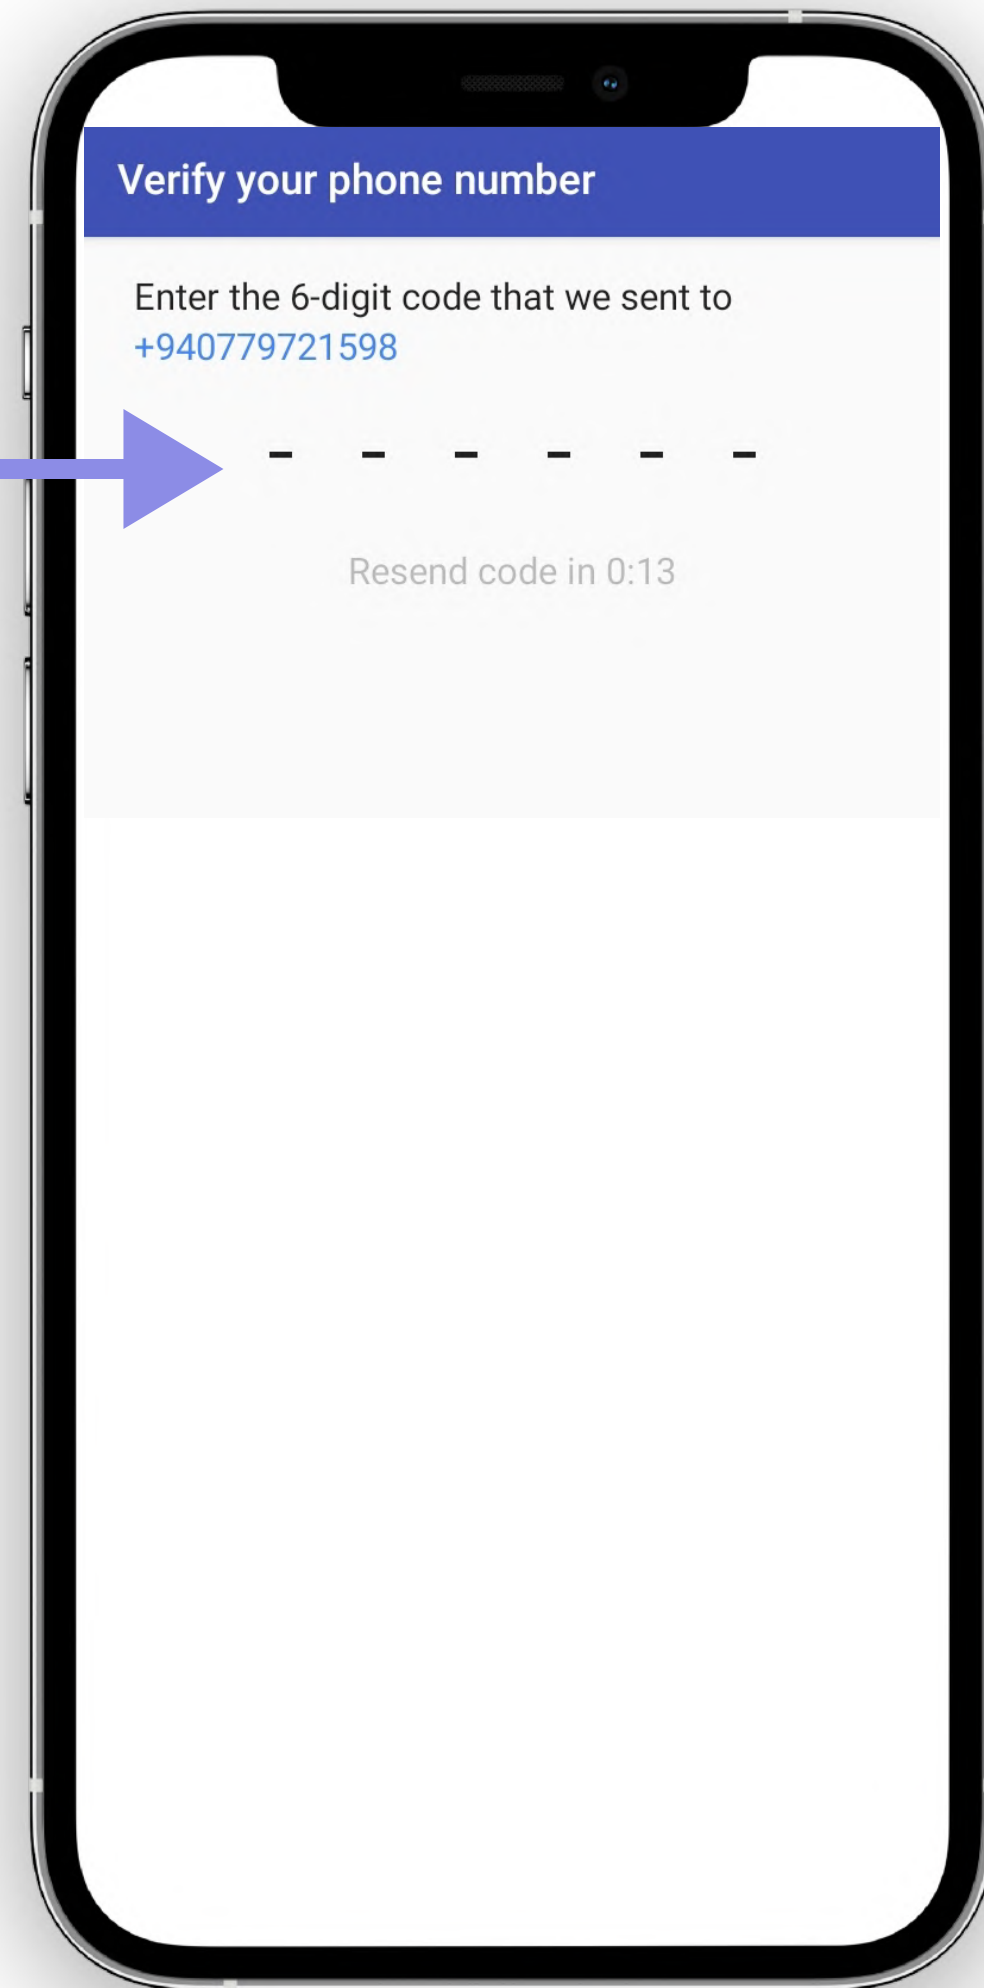 Verify your phone number
Enter the 6-digit code that we sent to
+940779721598
- - - - - -
Resend code in 0:13